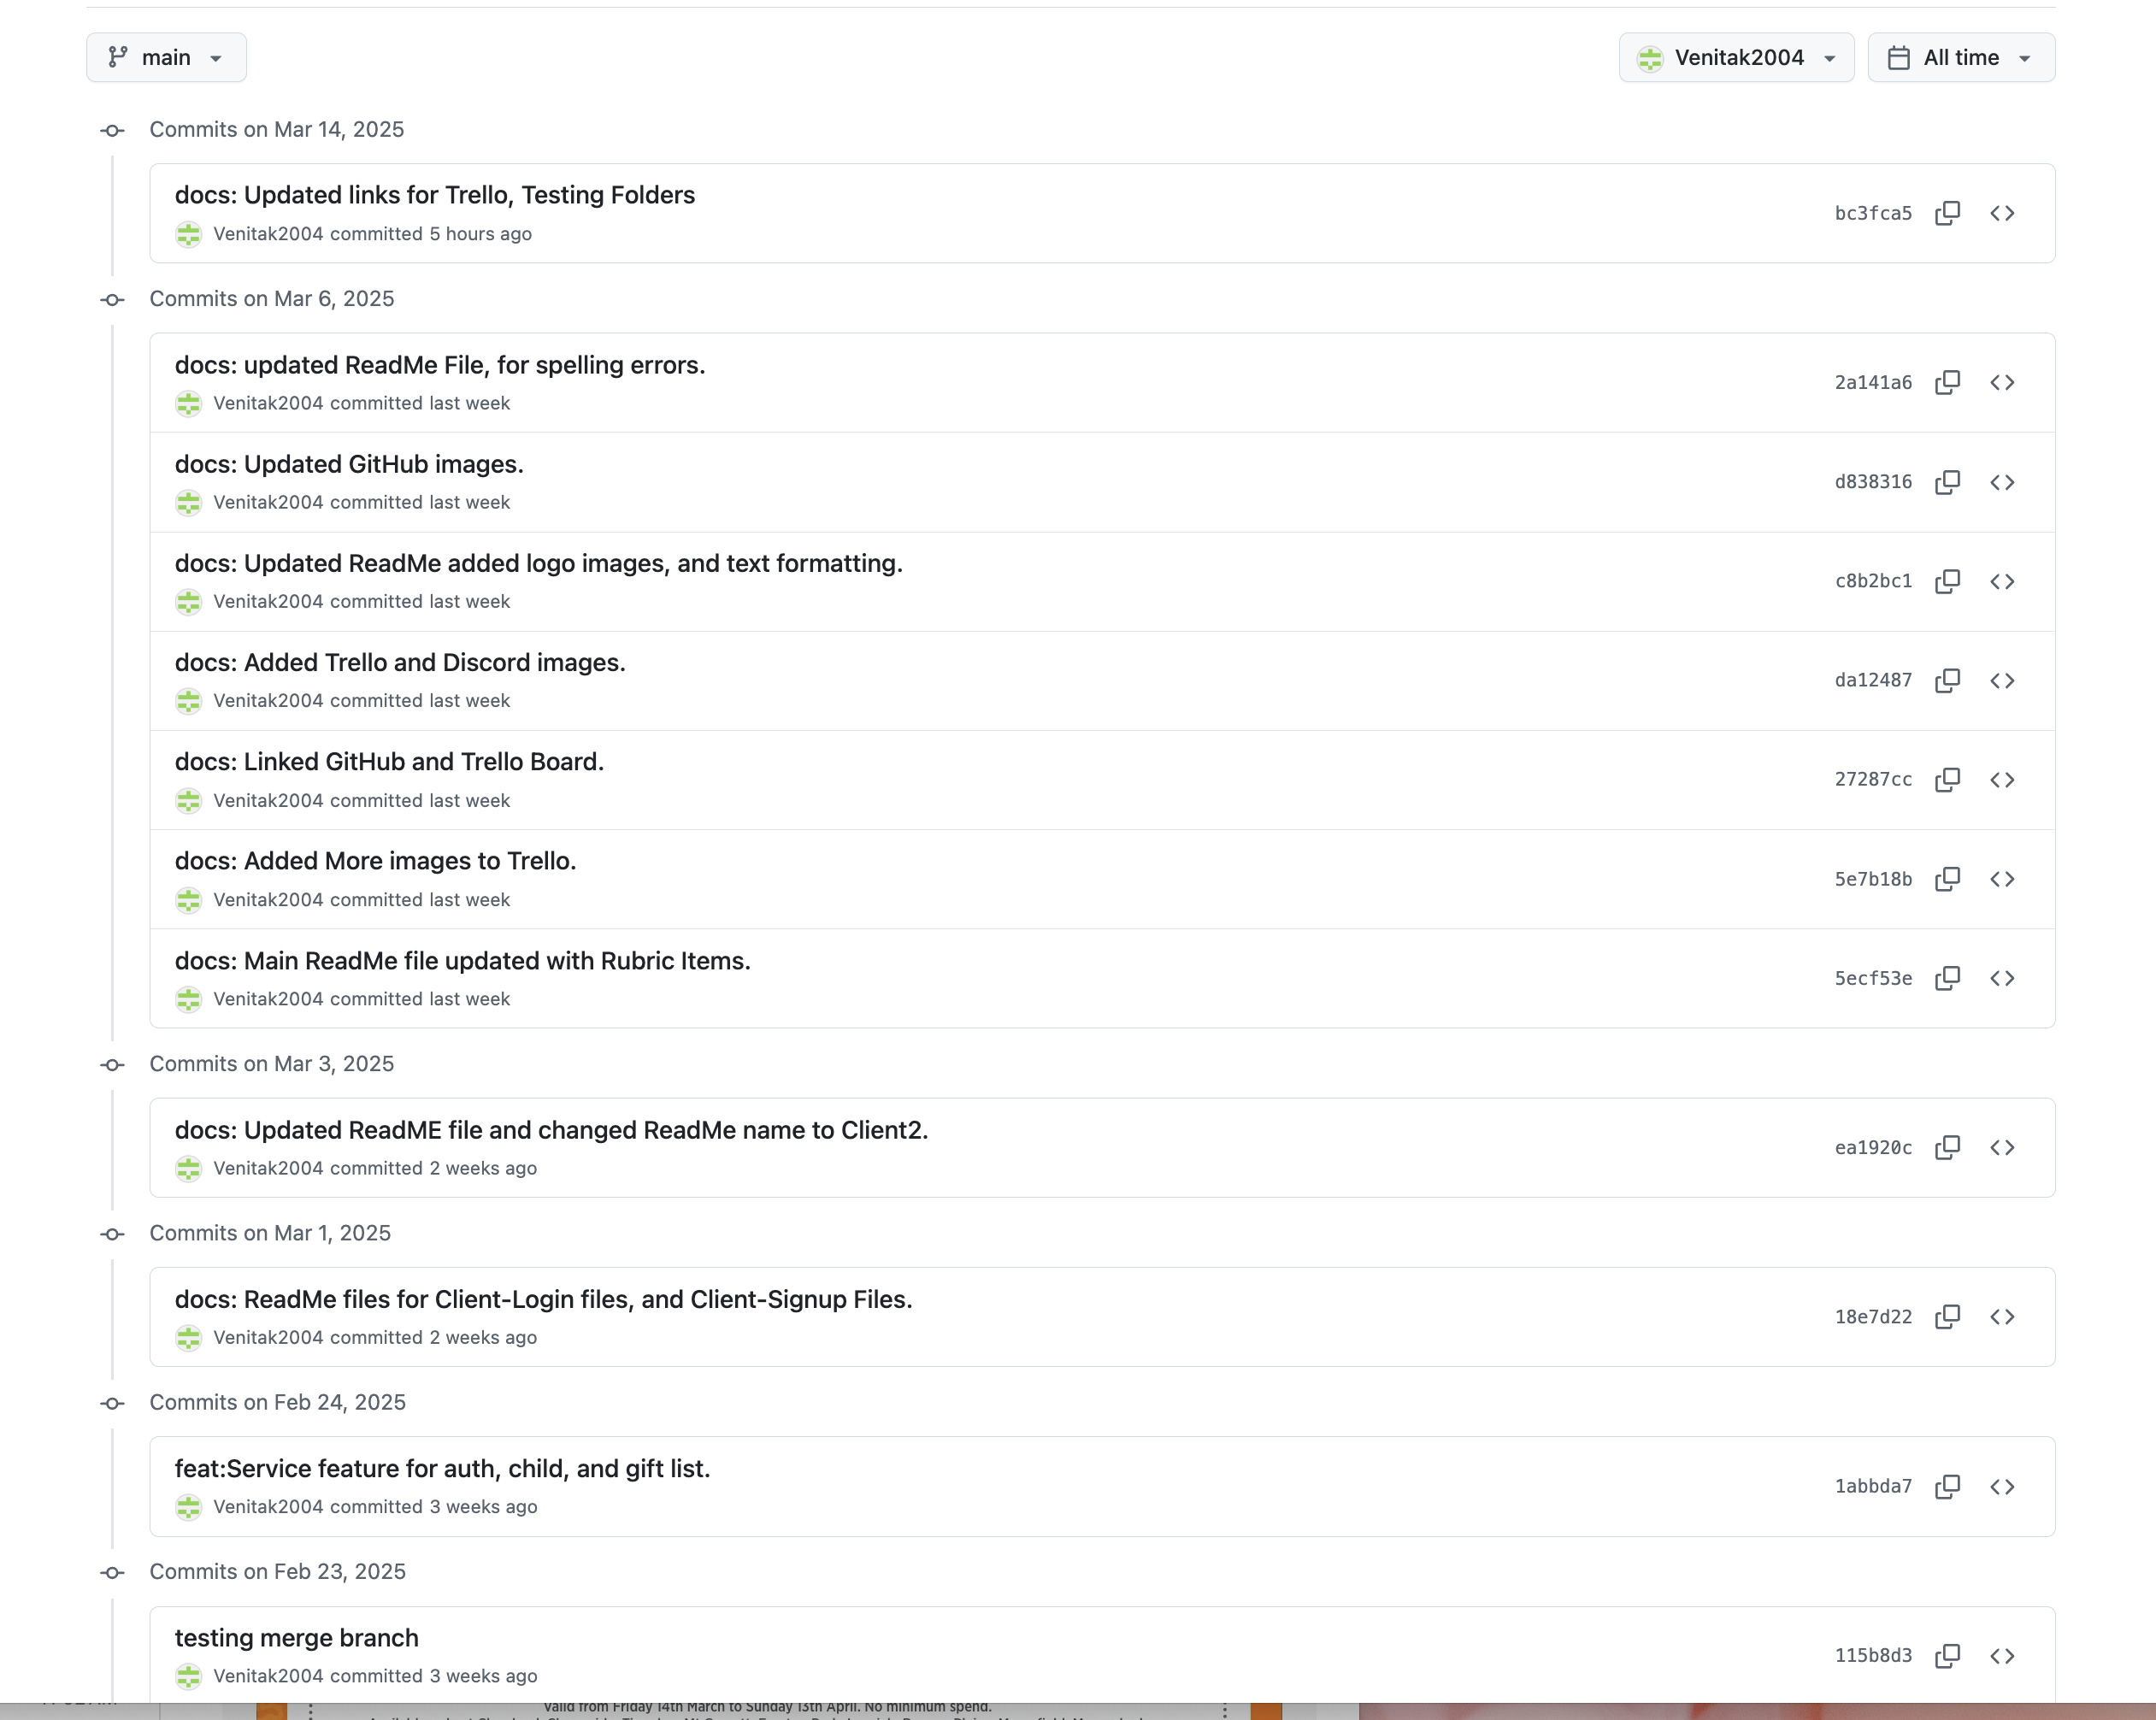 main
Venitak2004
All time
Commits on Mar 14, 2025
docs: Updated links for Trello, Testing Folders
Venitak2004 committed 5 hours ago
bc3fca5
Commits on Mar 6, 2025
docs: updated ReadMe File, for spelling errors.
Venitak2004 committed last week
2a141a6
docs: Updated GitHub images.
Venitak2004 committed last week
d838316
docs: Updated ReadMe added logo images, and text formatting.
Venitak2004 committed last week
c8b2bc1
docs: Added Trello and Discord images.
Venitak2004 committed last week
da12487
docs: Linked GitHub and Trello Board.
Venitak2004 committed last week
27287cc
docs: Added More images to Trello.
Venitak2004 committed last week
5e7b18b
docs: Main ReadMe file updated with Rubric Items.
Venitak2004 committed last week
5ecf53e
Commits on Mar 3, 2025
docs: Updated ReadME file and changed ReadMe name to Client2.
Venitak2004 committed 2 weeks ago
ea1920c
Commits on Mar 1, 2025
docs: ReadMe files for Client-Login files, and Client-Signup Files.
Venitak2004 committed 2 weeks ago
18e7d22
Commits on Feb 24, 2025
feat:Service feature for auth, child, and gift list.
Venitak2004 committed 3 weeks ago
1abbda7
Commits on Feb 23, 2025
testing merge branch
Venitak2004 committed 3 weeks ago
115b8d3
Valid from Friday 14th March to Sunday 13th April. No minimum spend.